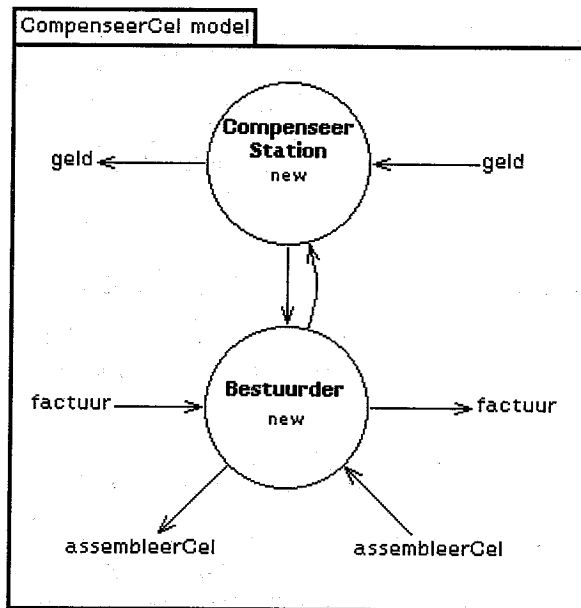 CompenseerCel model
Compenseer
Station
new
geld
geld
Bestuurder
new
factuur
factuur
assembleerCel
assembleerCel